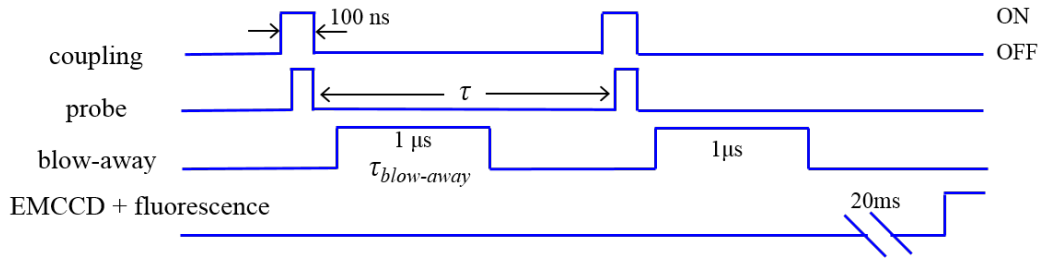 100 ns
ON
coupling
OFF
τ
probe
1 μs
blow-away
1μs
τblow-away
EMCCD + fluorescence
20ms